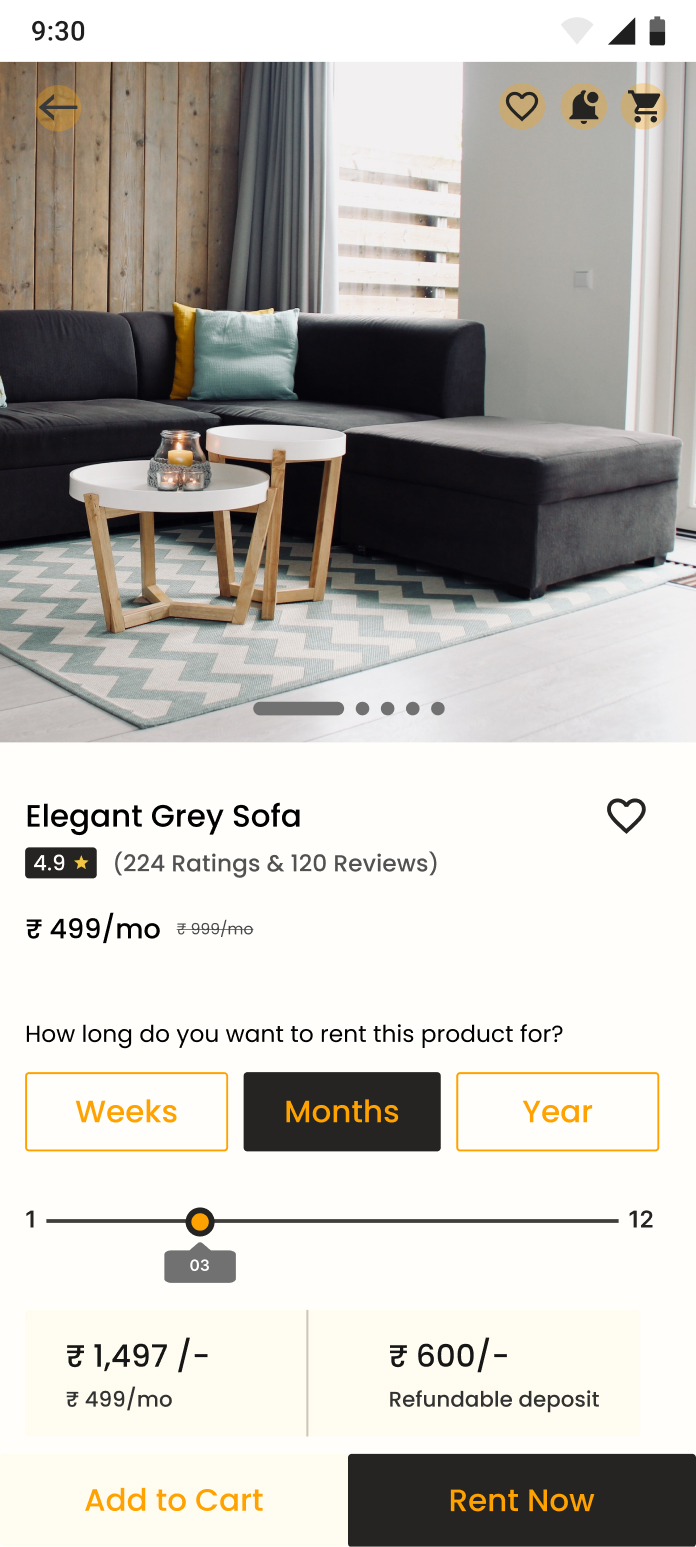 9:30
Elegant Grey Sofa
4.9 ★ (224 Ratings & 120 Reviews)
₹ 499/mo ₹ 999/mo
How long do you want to rent this product for?
Weeks Months Year
1 12
03
₹ 1,497 /- ₹ 600/-
₹ 499/mo Refundable deposit
Add to Cart Rent Now